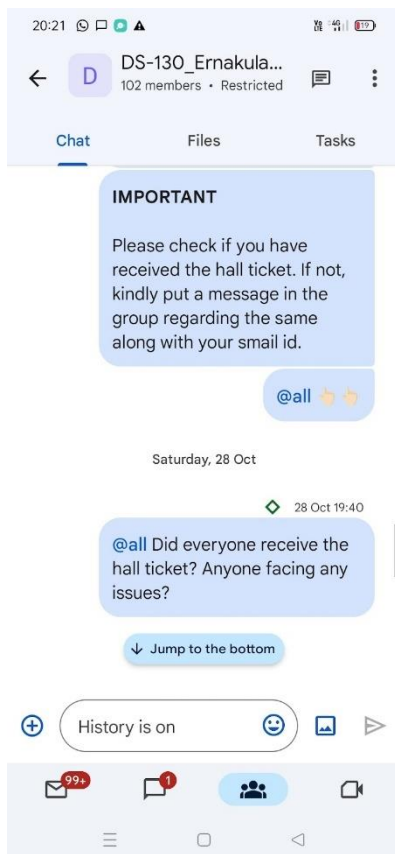 20:21
Vo LTE 4G 19
D
DS-130_Ernakula...
102 members • Restricted
Chat Files Tasks
IMPORTANT
Please check if you have
received the hall ticket. If not,
kindly put a message in the
group regarding the same
along with your smail id.
@all 👆🏻👆🏻
Saturday, 28 Oct
28 Oct 19:40
@all Did everyone receive the
hall ticket? Anyone facing any
issues?
↓ Jump to the bottom
History is on
99+ 1